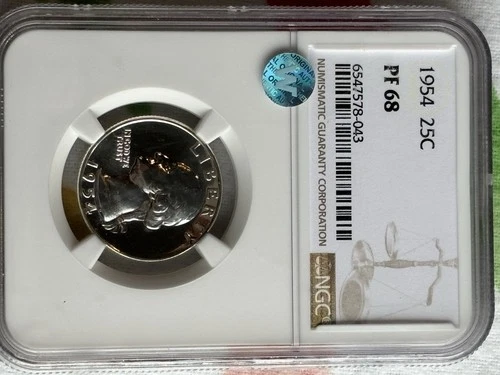 1954 25C
PF 68
6547578-043
NUMISMATIC GUARANTY CORPORATION
NGC
W
LIBERTY
IN GOD WE
TRUST
1954